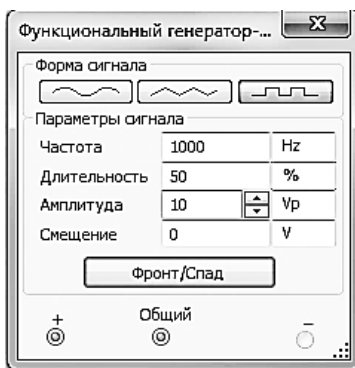 Функциональный генератор-...
Форма сигнала
Параметры сигнала
Частота 1000 Hz
Длительность 50 %
Амплитуда 10 Vp
Смещение 0 V
Фронт/Спад
+ Общий −